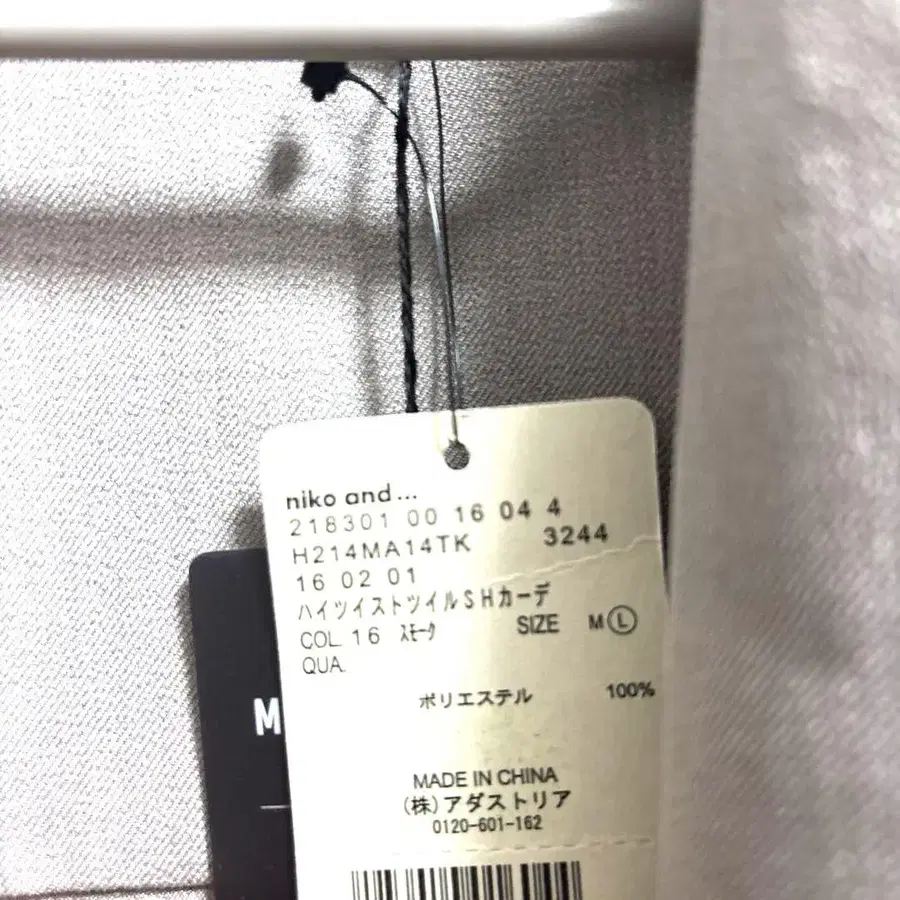 niko and...
218301 00 16 04 4
H214MA14TK 3244
16 02 01
ハイツイストツイルSHカーデ
COL. 16 ｽﾓｰｸ SIZE M Ⓛ
QUA.
ポリエステル 100%
MADE IN CHINA
(株)アダストリア
0120-601-162
M